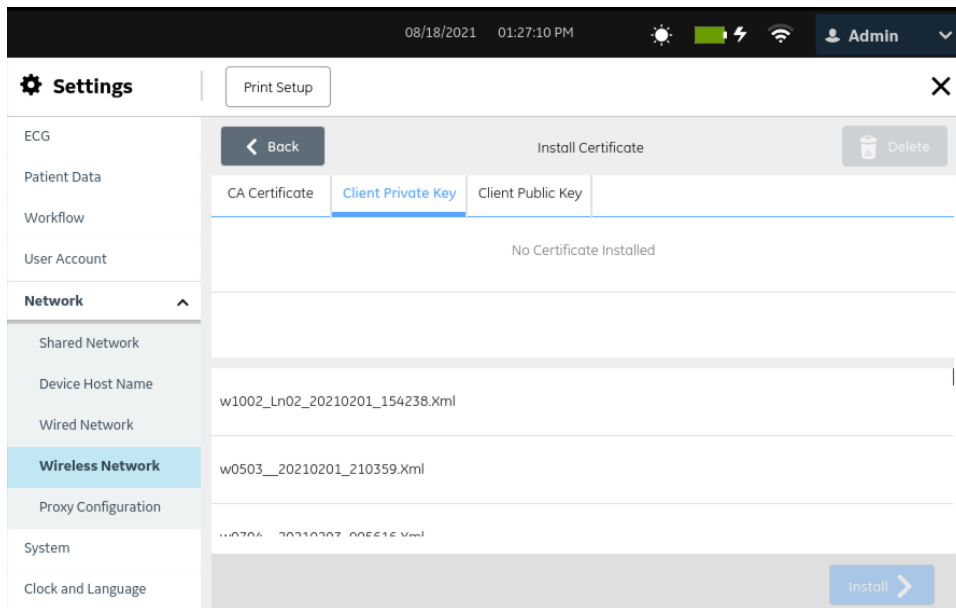 08/18/2021 01:27:10 PM Admin
Settings Print Setup
ECG
Back Install Certificate Delete
Patient Data
CA Certificate Client Private Key Client Public Key
Workflow
User Account
No Certificate Installed
Network
Shared Network
Device Host Name
w1002_Ln02_20210201_154238.Xml
Wired Network
Wireless Network
w0503__20210201_210359.Xml
Proxy Configuration
System
Clock and Language
Install